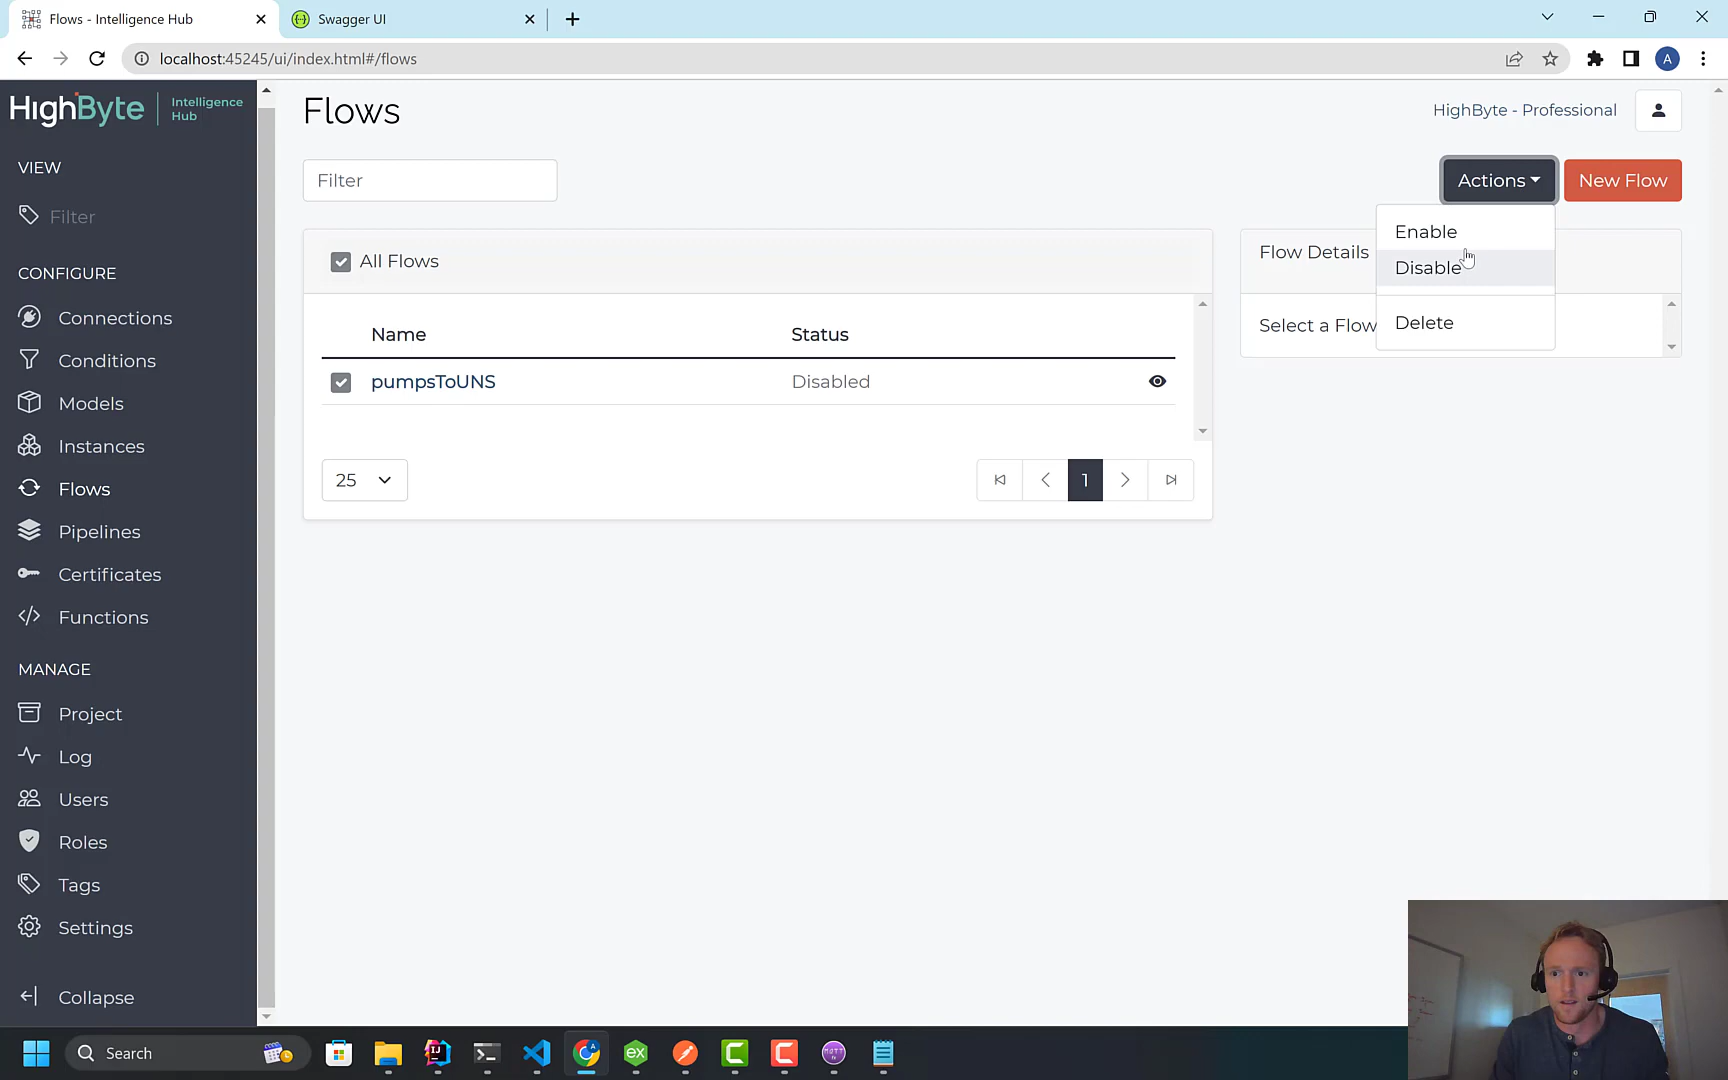 Flows - Intelligence Hub
Swagger UI
localhost:45245/ui/index.html#/flows
A
HighByte
Intelligence
Hub
Flows
HighByte - Professional
VIEW
Filter
CONFIGURE
Connections
Conditions
Models
Instances
Flows
Pipelines
Certificates
Functions
MANAGE
Project
Log
Users
Roles
Tags
Settings
Collapse
Filter
Actions
New Flow
Enable
Disable
Delete
All Flows
Name
Status
pumpsToUNS
Disabled
25
1
Flow Details
Select a Flow
Search